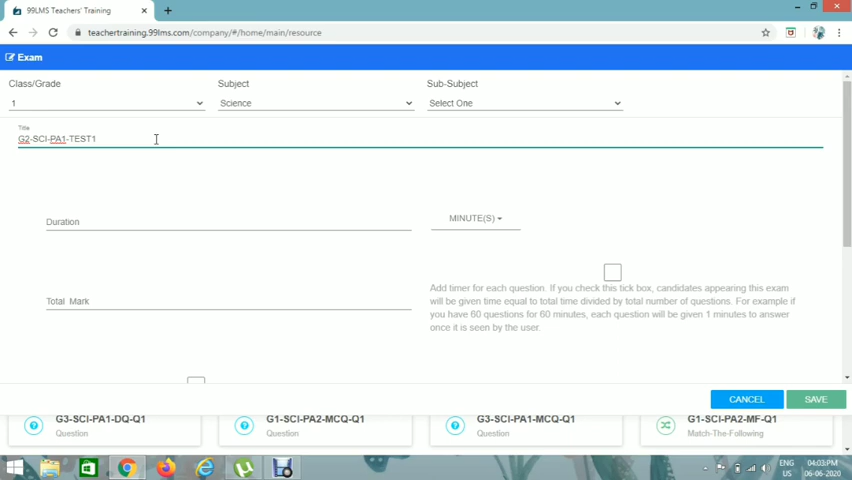 99LMS Teachers' Training
teachertraining.99lms.com/company/#/home/main/resource
Exam
Class/Grade
Subject
Sub-Subject
1
Science
Select One
Title
G2-SCI-PA1-TEST1
Duration
MINUTE(S)
Total Mark
Add timer for each question. If you check this tick box, candidates appearing this exam
will be given time equal to total time divided by total number of questions. For example if
you have 60 questions for 60 minutes, each question will be given 1 minutes to answer
once it is seen by the user.
CANCEL
SAVE
G3-SCI-PA1-DQ-Q1
Question
G1-SCI-PA2-MCQ-Q1
Question
G3-SCI-PA1-MCQ-Q1
Question
G1-SCI-PA2-MF-Q1
Match-The-Following
ENG
US
04:03:PM
06-06-2020